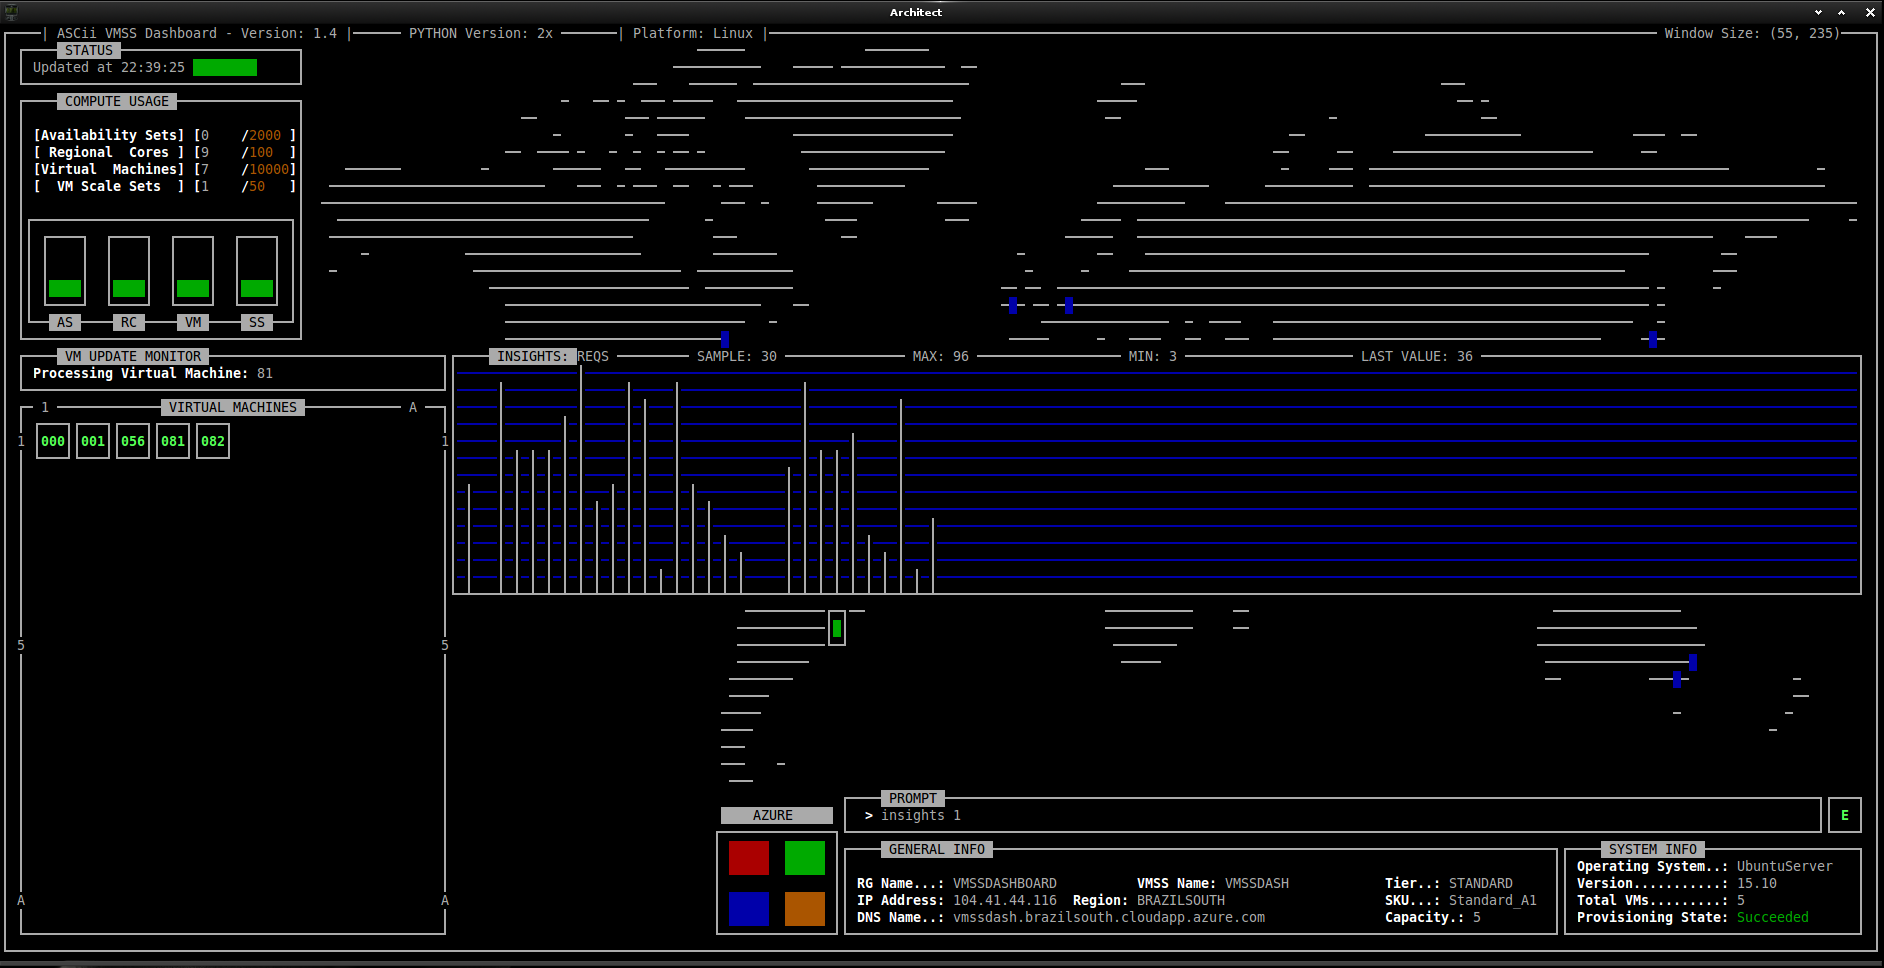 Architect
| ASCii VMSS Dashboard - Version: 1.4 | PYTHON Version: 2x | Platform: Linux | Window Size: (55, 235)
STATUS
Updated at 22:39:25
COMPUTE USAGE
[Availability Sets] [0 /2000 ]
[ Regional Cores ] [9 /100 ]
[Virtual Machines] [7 /10000]
[ VM Scale Sets ] [1 /50 ]
AS RC VM SS
VM UPDATE MONITOR
Processing Virtual Machine: 81
INSIGHTS: REQS SAMPLE: 30 MAX: 96 MIN: 3 LAST VALUE: 36
1 VIRTUAL MACHINES A
1 000 001 056 081 082 1
5 5
A A
AZURE
PROMPT
> insights 1
E
GENERAL INFO
RG Name...: VMSSDASHBOARD VMSS Name: VMSSDASH Tier..: STANDARD
IP Address: 104.41.44.116 Region: BRAZILSOUTH SKU...: Standard_A1
DNS Name..: vmssdash.brazilsouth.cloudapp.azure.com Capacity.: 5
SYSTEM INFO
Operating System..: UbuntuServer
Version...........: 15.10
Total VMs.........: 5
Provisioning State: Succeeded